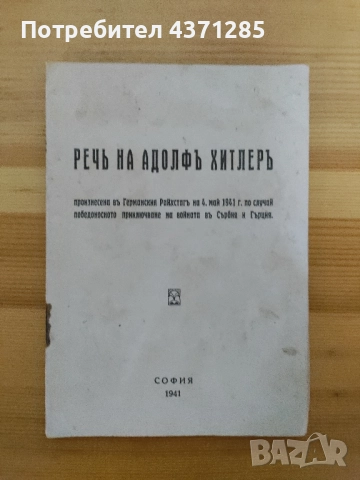 Потребител 4371285
РЕЧЬ НА АДОЛФЪ ХИТЛЕРЪ
произнесена въ Германския Райхстагъ на 4. май 1941 г. по случай
победоносното приключване на войната въ Сърбия и Гърция.
СОФИЯ
1941
BAZAR